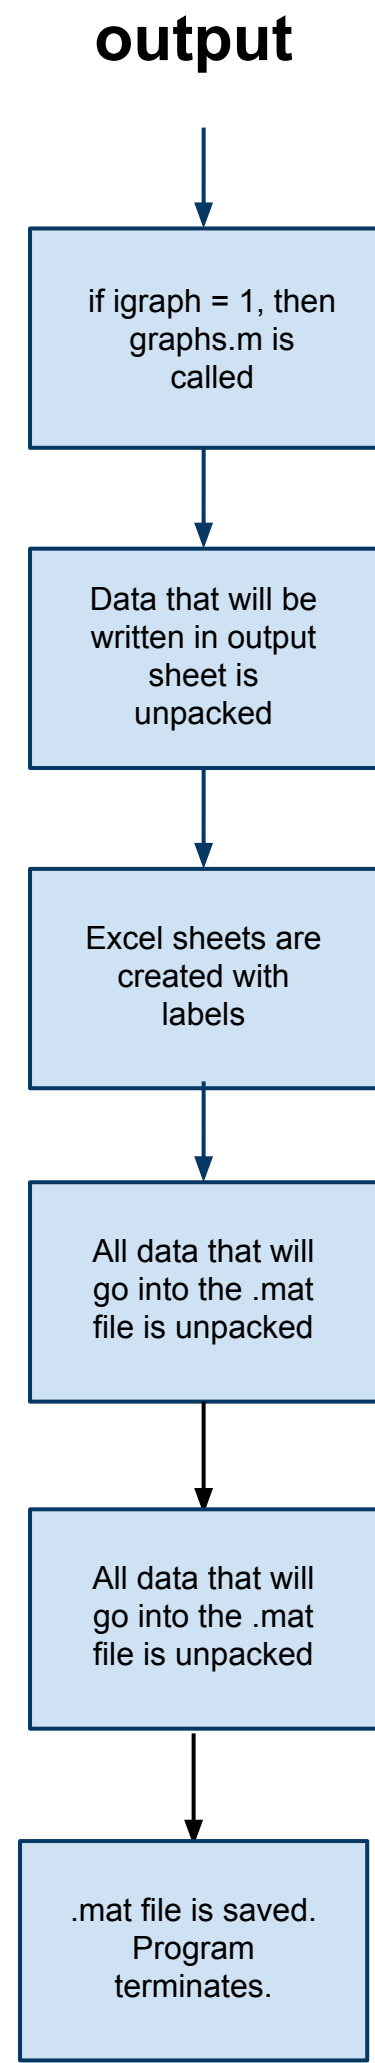 output
if igraph = 1, then
graphs.m is
called
Data that will be
written in output
sheet is
unpacked
Excel sheets are
created with
labels
All data that will
go into the .mat
file is unpacked
All data that will
go into the .mat
file is unpacked
.mat file is saved.
Program
terminates.